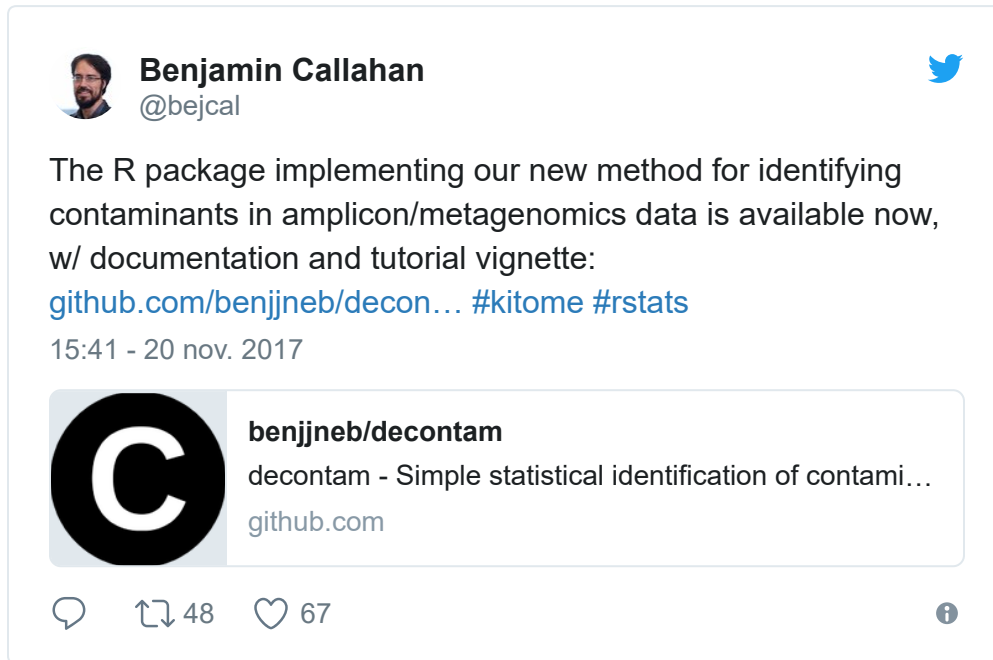 Benjamin Callahan
@bejcal
The R package implementing our new method for identifying
contaminants in amplicon/metagenomics data is available now,
w/ documentation and tutorial vignette:
github.com/benjjneb/decon… #kitome #rstats
15:41 - 20 nov. 2017
C
benjjneb/decontam
decontam - Simple statistical identification of contami…
github.com
48 67